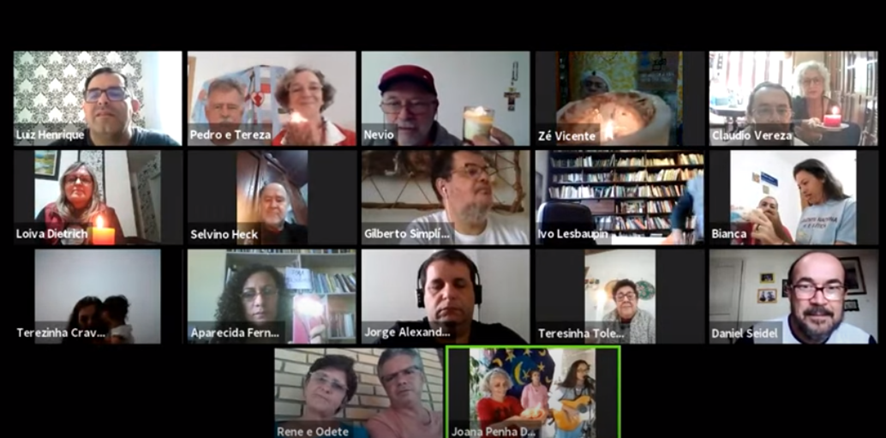 Luiz Henrique
Pedro e Tereza
Nevio
Zé Vicente
Claudio Vereza
Loiva Dietrich
Selvino Heck
Gilberto Simplí...
Ivo Lesbaupin
Bianca
Terezinha Crav...
Aparecida Fern...
Jorge Alexand...
Teresinha Tole...
Daniel Seidel
Rene e Odete
Joana Penha D...